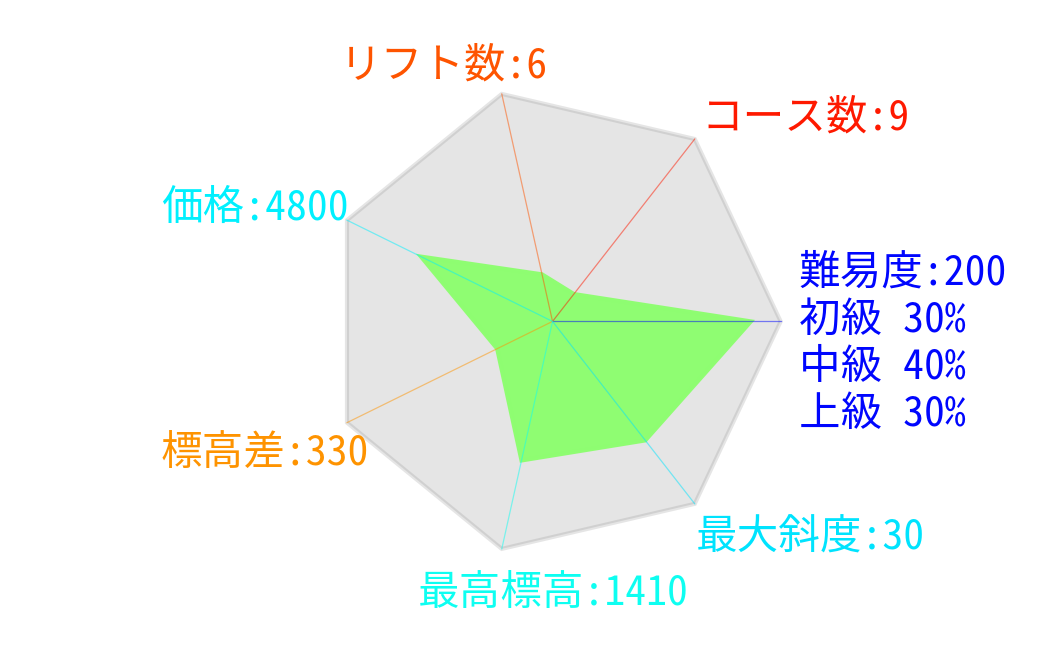 リフト数:6
コース数:9
価格:4800
難易度:200
初級 30%
中級 40%
上級 30%
標高差:330
最大斜度:30
最高標高:1410